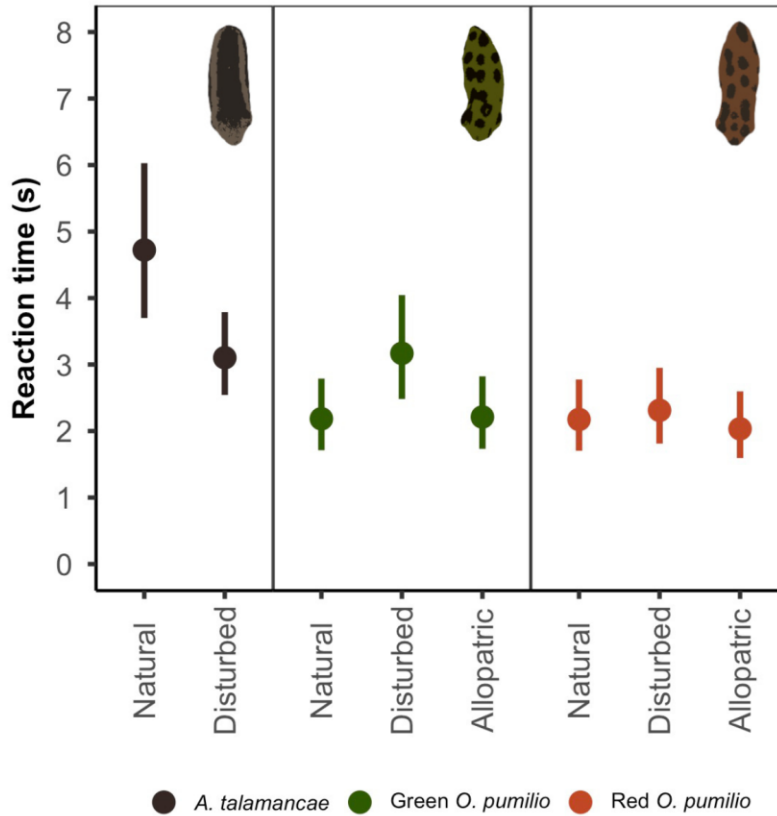 Reaction time (s)
8
7
6
5
4
3
2
1
0
Natural
Disturbed
Natural
Disturbed
Allopatric
Natural
Disturbed
Allopatric
A. talamancae Green O. pumilio Red O. pumilio